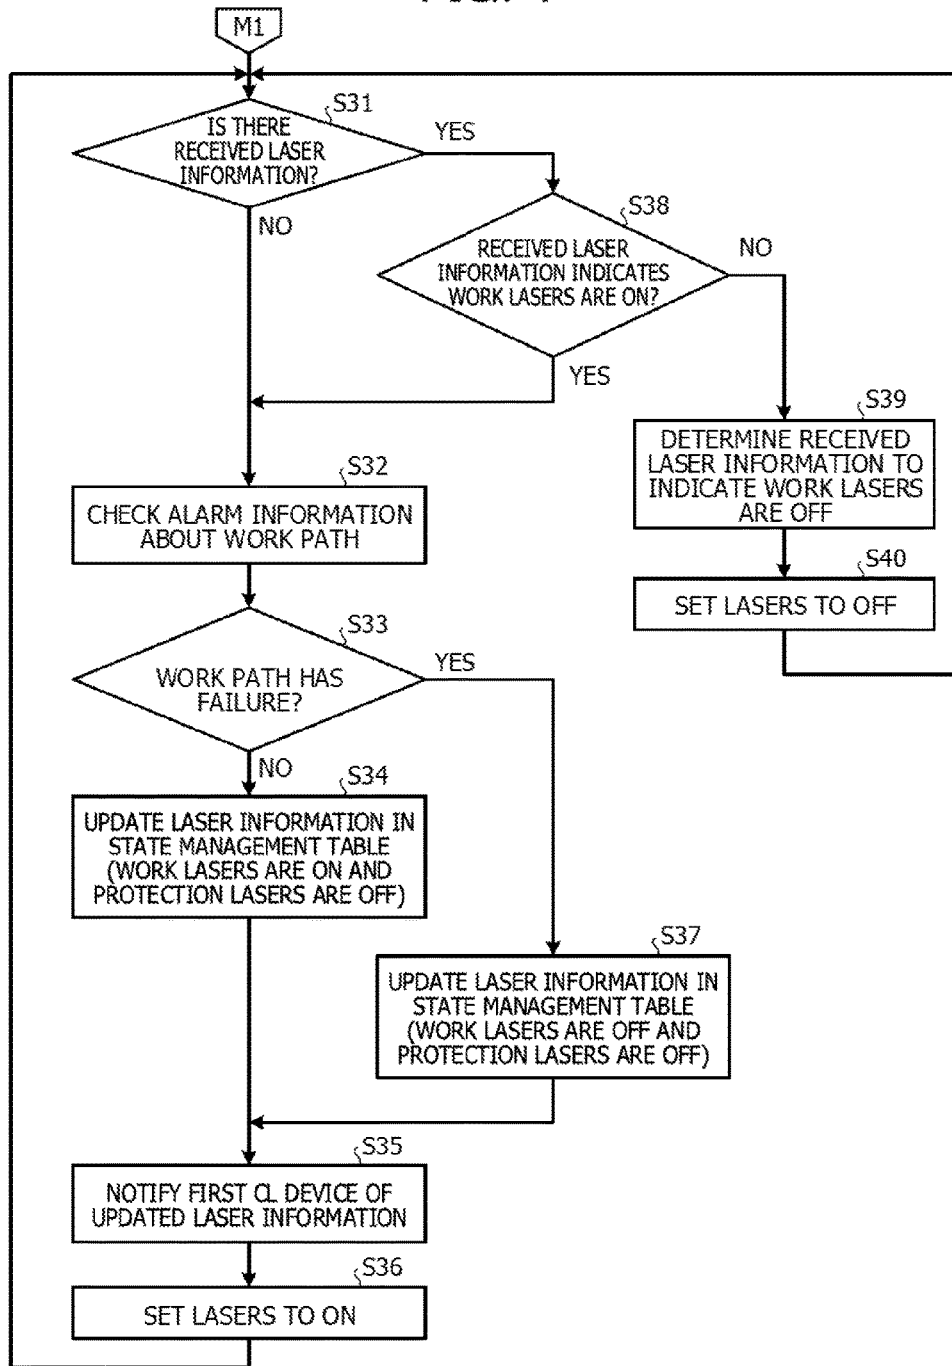 M1
S31
IS THERE
RECEIVED LASER
INFORMATION?
YES
NO
S38
RECEIVED LASER
INFORMATION INDICATES
WORK LASERS ARE ON?
NO
YES
S39
DETERMINE RECEIVED
LASER INFORMATION TO
INDICATE WORK LASERS
ARE OFF
S40
SET LASERS TO OFF
S32
CHECK ALARM INFORMATION
ABOUT WORK PATH
S33
WORK PATH HAS
FAILURE?
YES
NO
S34
UPDATE LASER INFORMATION IN
STATE MANAGEMENT TABLE
(WORK LASERS ARE ON AND
PROTECTION LASERS ARE OFF)
S37
UPDATE LASER INFORMATION IN
STATE MANAGEMENT TABLE
(WORK LASERS ARE OFF AND
PROTECTION LASERS ARE OFF)
S35
NOTIFY FIRST CL DEVICE OF
UPDATED LASER INFORMATION
S36
SET LASERS TO ON